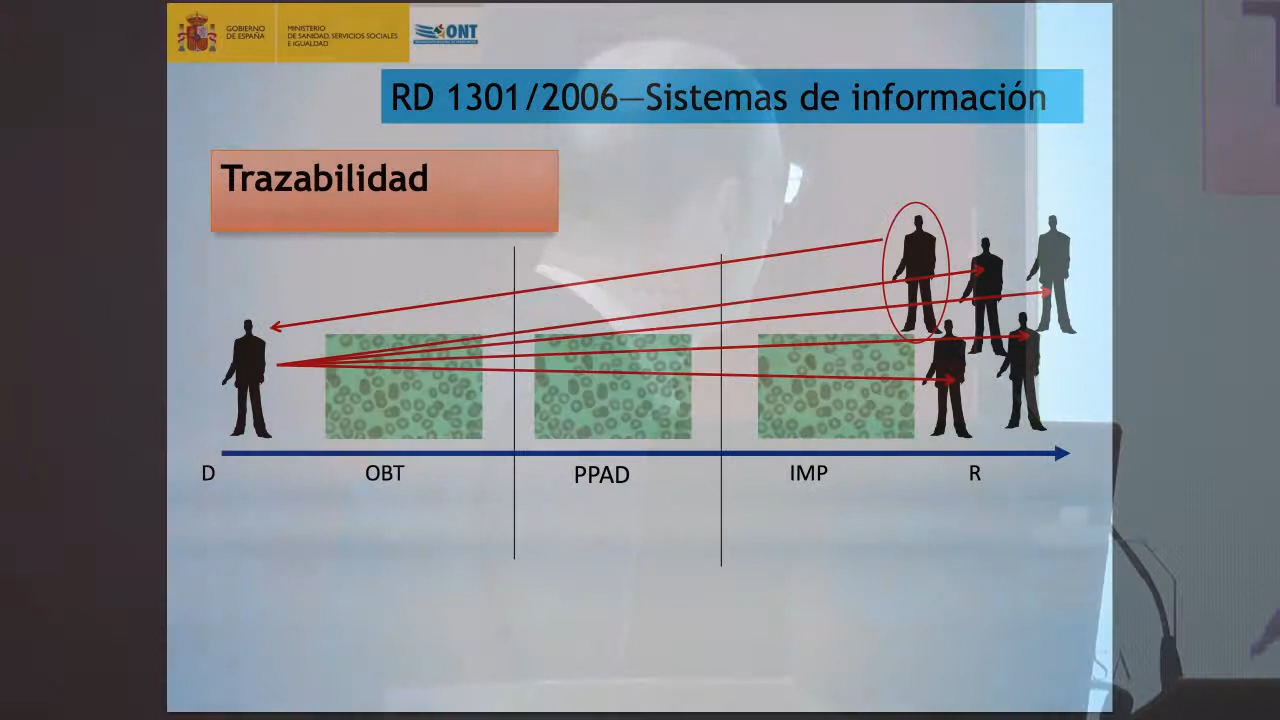 GOBIERNO
DE ESPAÑA
MINISTERIO
DE SANIDAD, SERVICIOS SOCIALES
E IGUALDAD
ONT
RD 1301/2006—Sistemas de información
Trazabilidad
D OBT PPAD IMP R